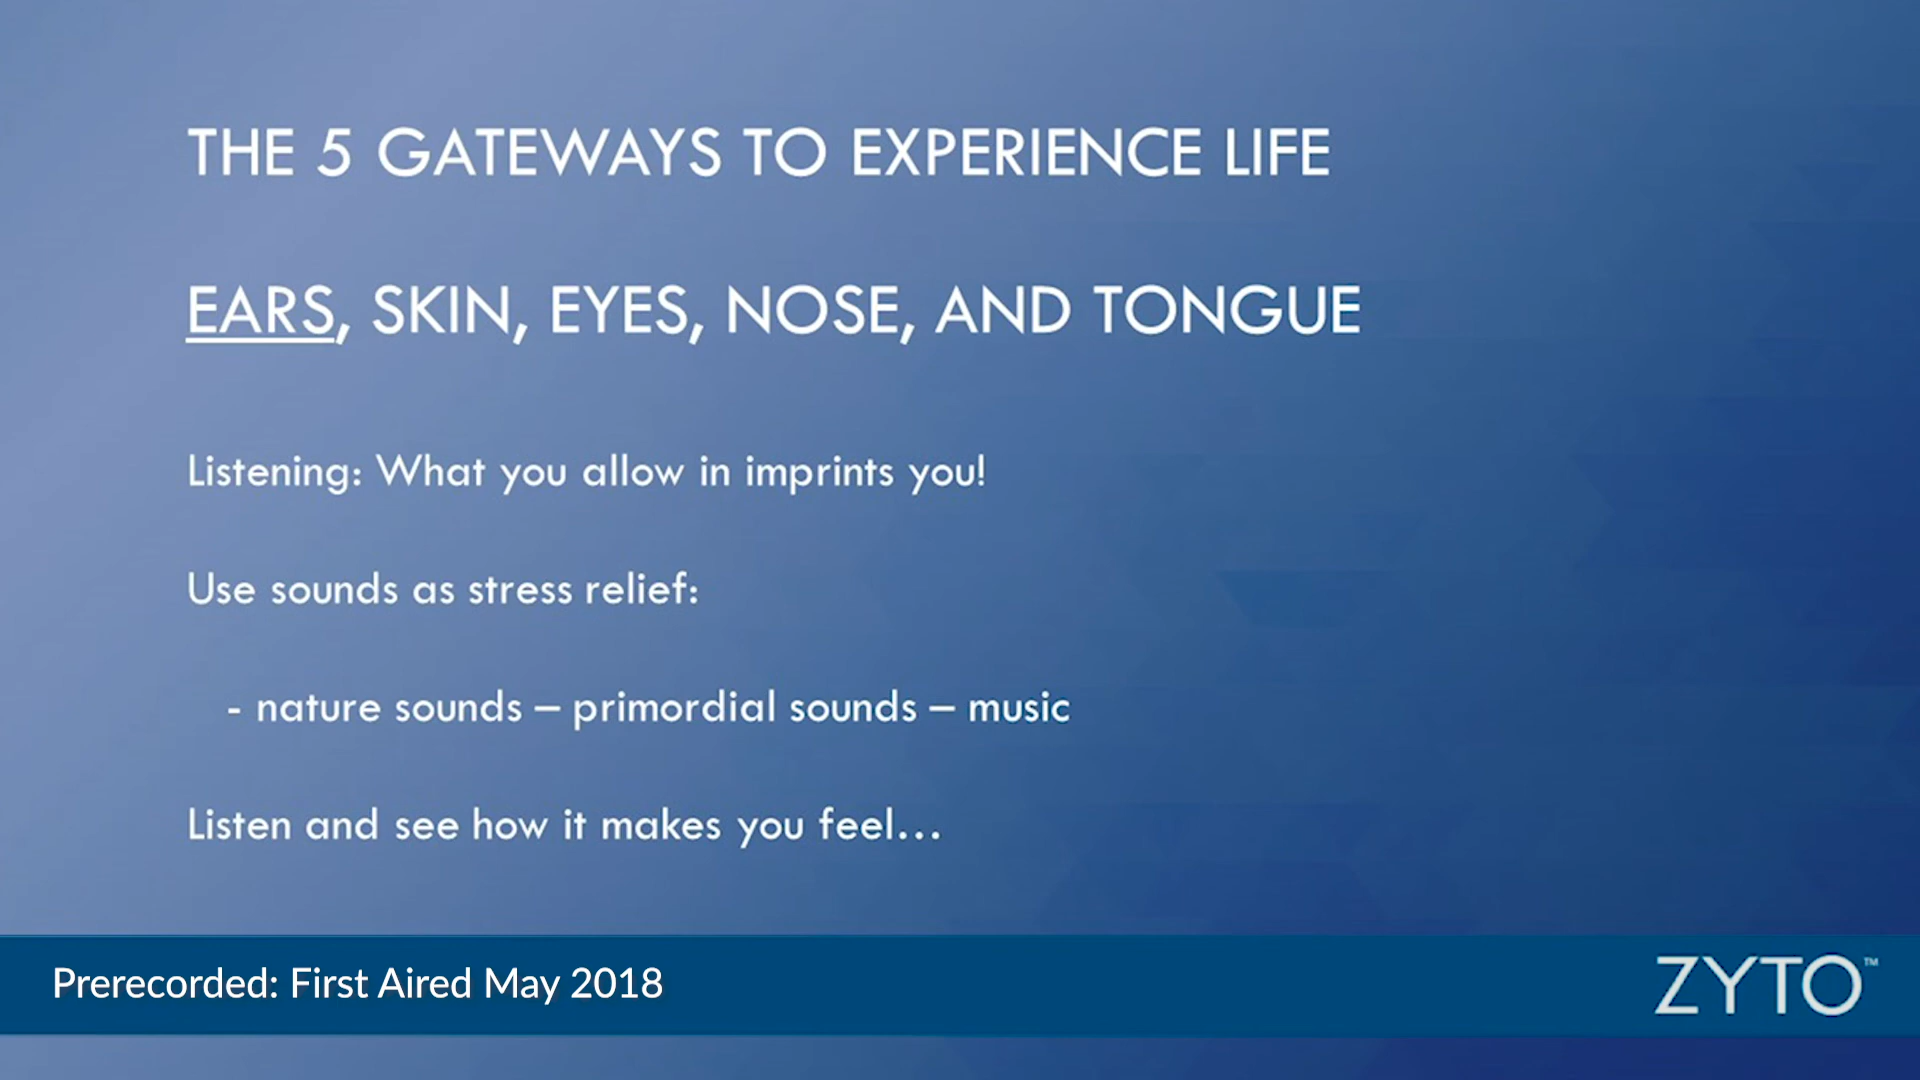 THE 5 GATEWAYS TO EXPERIENCE LIFE
EARS, SKIN, EYES, NOSE, AND TONGUE
Listening: What you allow in imprints you!
Use sounds as stress relief:
- nature sounds – primordial sounds – music
Listen and see how it makes you feel...
Prerecorded: First Aired May 2018
ZYTO™